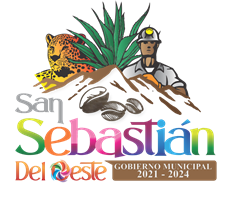 San
Sebastián
Del Oeste
GOBIERNO MUNICIPAL
2021 - 2024